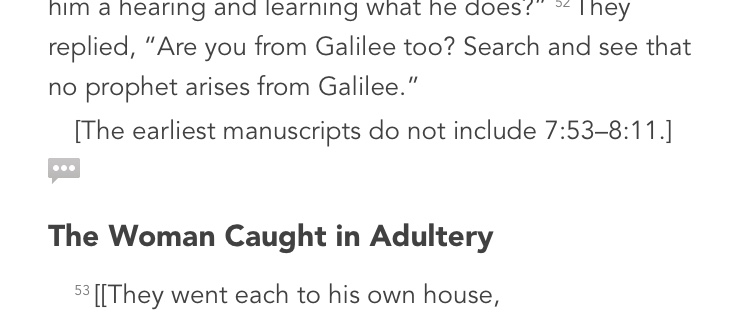 him a hearing and learning what he does?” 52 They
replied, “Are you from Galilee too? Search and see that
no prophet arises from Galilee.”
[The earliest manuscripts do not include 7:53–8:11.]
The Woman Caught in Adultery
53 [[They went each to his own house,